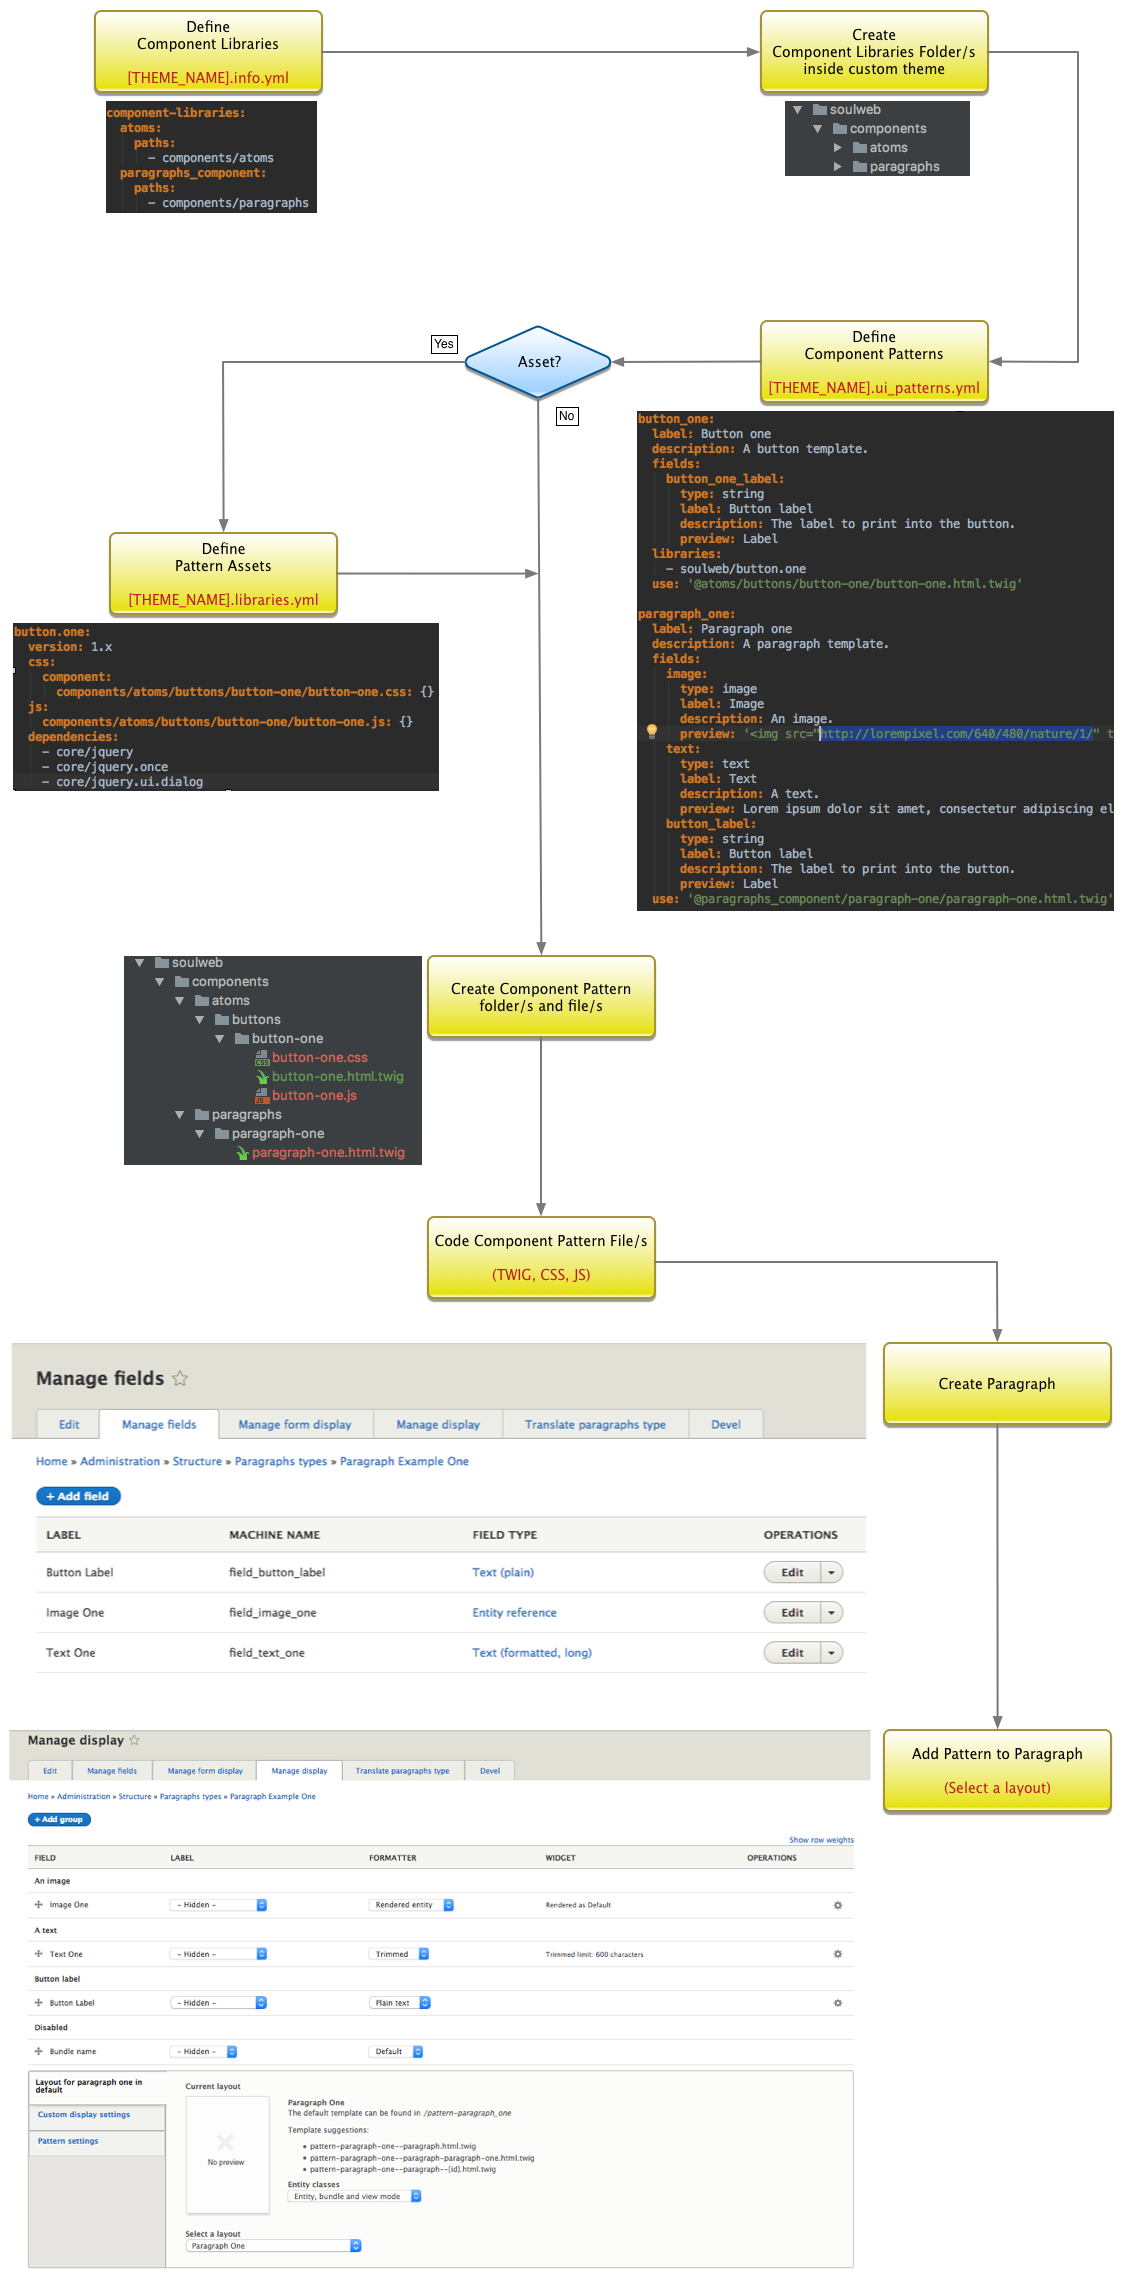 Define
Component Libraries
[THEME_NAME].info.yml
component-libraries:
atoms:
paths:
- components/atoms
paragraphs_component:
paths:
- components/paragraphs
Create
Component Libraries Folder/s
inside custom theme
soulweb
components
atoms
paragraphs
Define
Component Patterns
[THEME_NAME].ui_patterns.yml
Asset?
Yes
No
button_one:
label: Button one
description: A button template.
fields:
button_one_label:
type: string
label: Button label
description: The label to print into the button.
preview: Label
libraries:
- soulweb/button.one
use: '@atoms/buttons/button-one/button-one.html.twig'
paragraph_one:
label: Paragraph one
description: A paragraph template.
fields:
image:
type: image
label: Image
description: An image.
preview: '<img src="http://lorempixel.com/640/480/nature/1/" t
text:
type: text
label: Text
description: A text.
preview: Lorem ipsum dolor sit amet, consectetur adipiscing el
button_label:
type: string
label: Button label
description: The label to print into the button.
preview: Label
use: '@paragraphs_component/paragraph-one/paragraph-one.html.twig'
Define
Pattern Assets
[THEME_NAME].libraries.yml
button.one:
version: 1.x
css:
component:
components/atoms/buttons/button-one/button-one.css: {}
js:
components/atoms/buttons/button-one/button-one.js: {}
dependencies:
- core/jquery
- core/jquery.once
- core/jquery.ui.dialog
Create Component Pattern
folder/s and file/s
soulweb
components
atoms
buttons
button-one
button-one.css
button-one.html.twig
button-one.js
paragraphs
paragraph-one
paragraph-one.html.twig
Code Component Pattern File/s
(TWIG, CSS, JS)
Create Paragraph
Manage fields
Edit Manage fields Manage form display Manage display Translate paragraphs type Devel
Home » Administration » Structure » Paragraphs types » Paragraph Example One
+ Add field
LABEL MACHINE NAME FIELD TYPE OPERATIONS
Button Label field_button_label Text (plain) Edit
Image One field_image_one Entity reference Edit
Text One field_text_one Text (formatted, long) Edit
Add Pattern to Paragraph
(Select a layout)
Manage display
Edit Manage fields Manage form display Manage display Translate paragraphs type Devel
Home » Administration » Structure » Paragraphs types » Paragraph Example One
+ Add group
Show row weights
FIELD LABEL FORMATTER WIDGET OPERATIONS
An image
Image One - Hidden - Rendered entity Rendered as Default
A text
Text One - Hidden - Trimmed Trimmed limit: 600 characters
Button label
Button Label - Hidden - Plain text
Disabled
Bundle name - Hidden - Default
Layout for paragraph one in
default
Custom display settings
Pattern settings
Current layout
No preview
Paragraph One
The default template can be found in /pattern-paragraph_one
Template suggestions:
• pattern-paragraph-one--paragraph.html.twig
• pattern-paragraph-one--paragraph-paragraph-one.html.twig
• pattern-paragraph-one--paragraph--[id].html.twig
Entity classes
Entity, bundle and view mode
Select a layout
Paragraph One